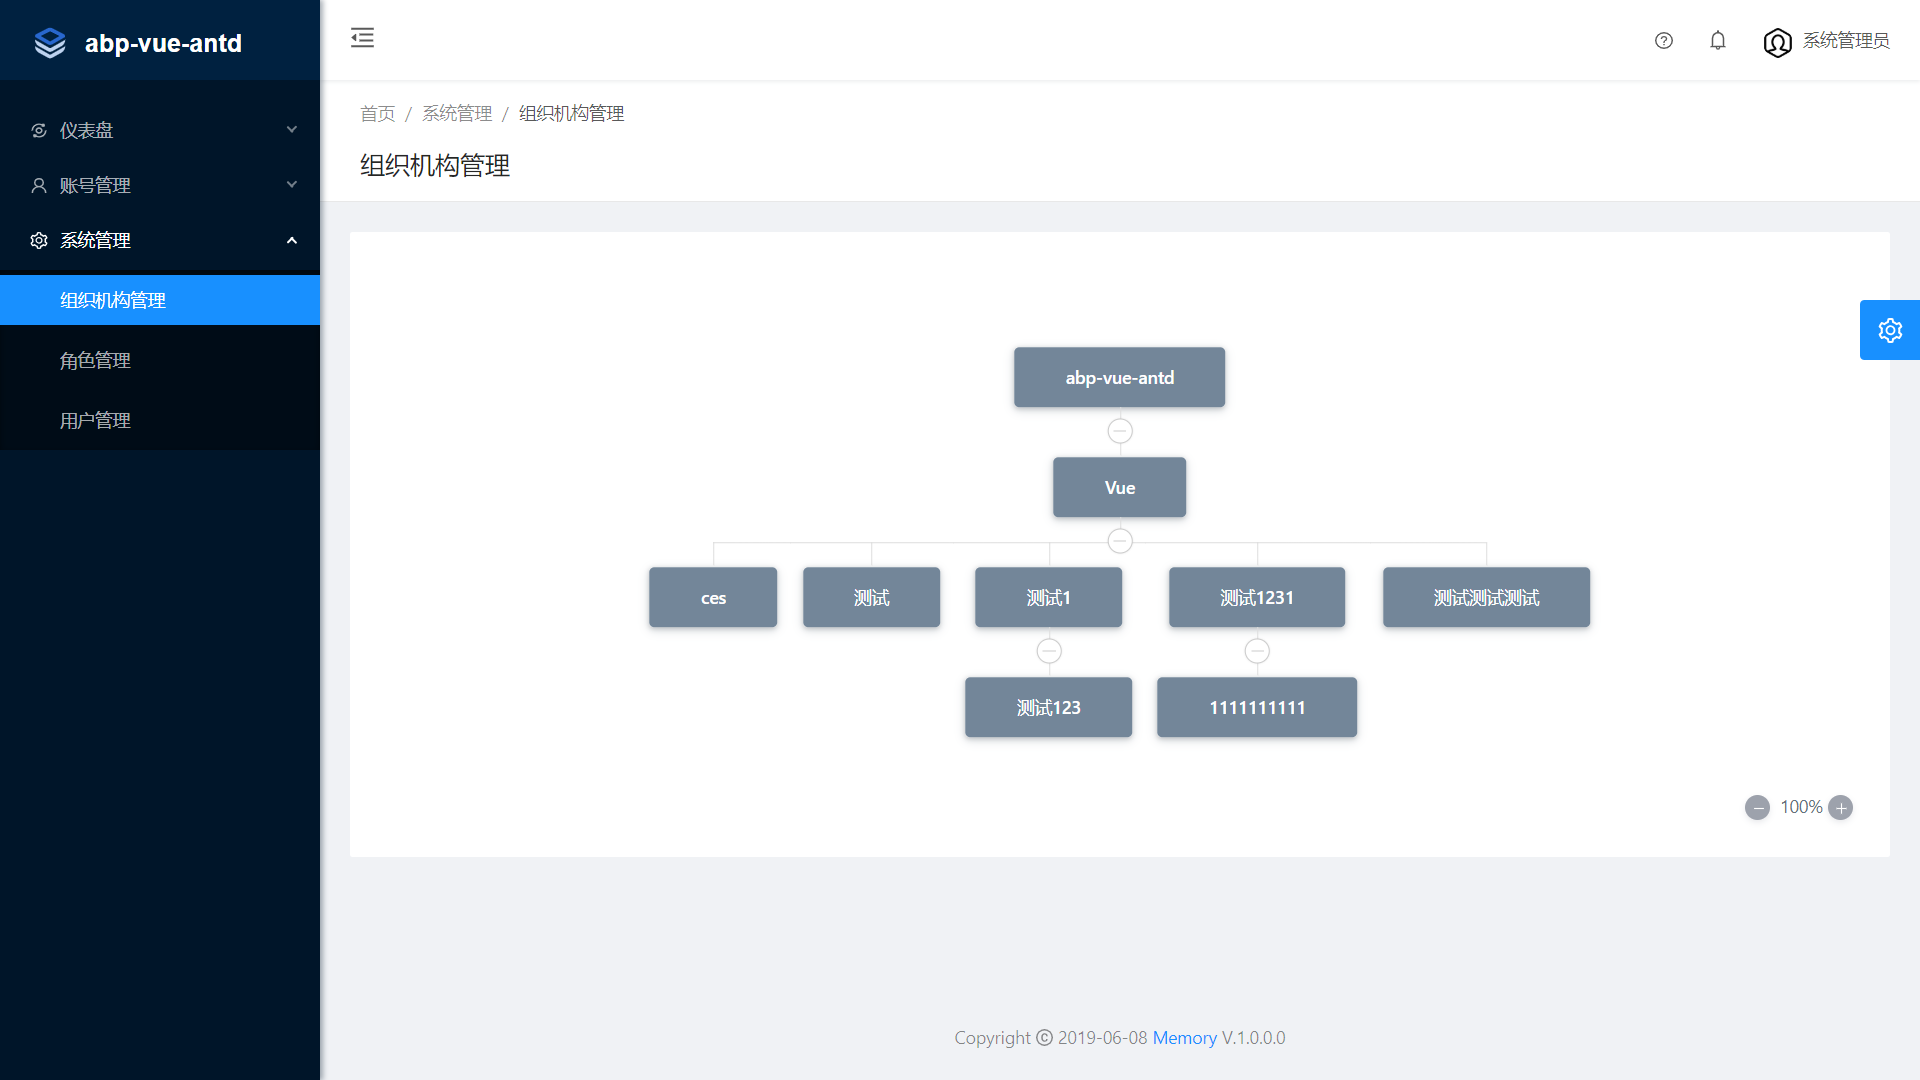 abp-vue-antd
系统管理员
仪表盘
账号管理
系统管理
组织机构管理
角色管理
用户管理
首页 / 系统管理 / 组织机构管理
组织机构管理
abp-vue-antd
Vue
ces
测试
测试1
测试1231
测试测试测试
测试123
1111111111
100%
Copyright © 2019-06-08 Memory V.1.0.0.0